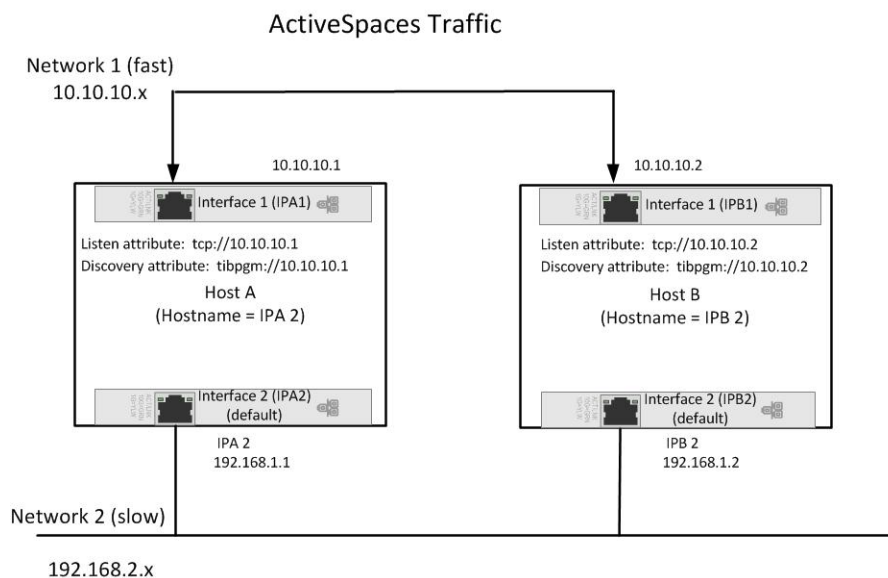 ActiveSpaces Traffic
Network 1 (fast)
10.10.10.x
10.10.10.1
10.10.10.2
Interface 1 (IPA1)
Interface 1 (IPB1)
Listen attribute: tcp://10.10.10.1
Discovery attribute: tibpgm://10.10.10.1
Host A
(Hostname = IPA 2)
Listen attribute: tcp://10.10.10.2
Discovery attribute: tibpgm://10.10.10.2
Host B
(Hostname = IPB 2)
Interface 2 (IPA2)
(default)
Interface 2 (IPB2)
(default)
IPA 2
192.168.1.1
IPB 2
192.168.1.2
Network 2 (slow)
192.168.2.x